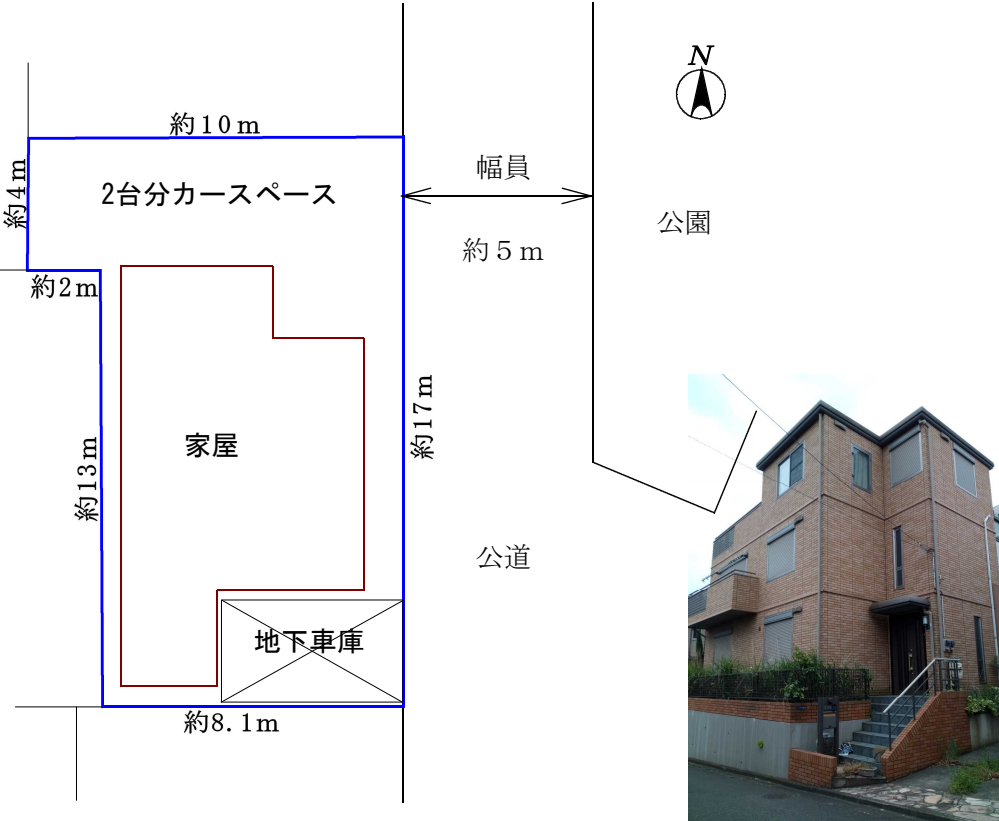 N
約10m
幅員
約4m
2台分カースペース
公園
約５ｍ
約2m
約17m
家屋
約13m
公道
地下車庫
約8.1m